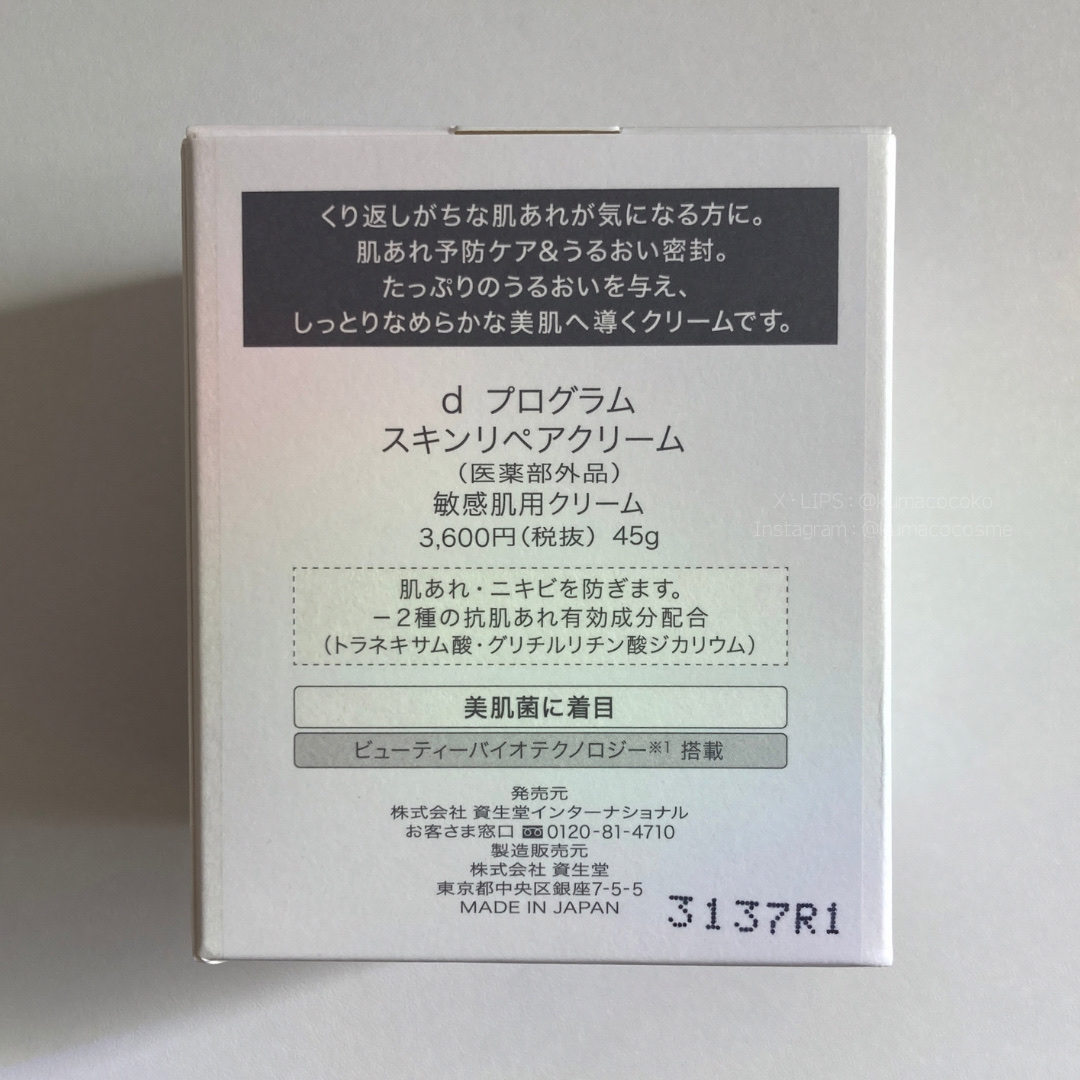 くり返しがちな肌あれが気になる方に。
肌あれ予防ケア&うるおい密封。
たっぷりのうるおいを与え、
しっとりなめらかな美肌へ導くクリームです。
d プログラム
スキンリペアクリーム
(医薬部外品)
敏感肌用クリーム
3,600円(税抜) 45g
X・LIPS:@kumacocoko
Instagram:@kumacocosme
肌あれ・ニキビを防ぎます。
−2種の抗肌あれ有効成分配合
(トラネキサム酸・グリチルリチン酸ジカリウム)
美肌菌に着目
ビューティーバイオテクノロジー※1 搭載
発売元
株式会社 資生堂インターナショナル
お客さま窓口 0120-81-4710
製造販売元
株式会社 資生堂
東京都中央区銀座7-5-5
MADE IN JAPAN
3137R1